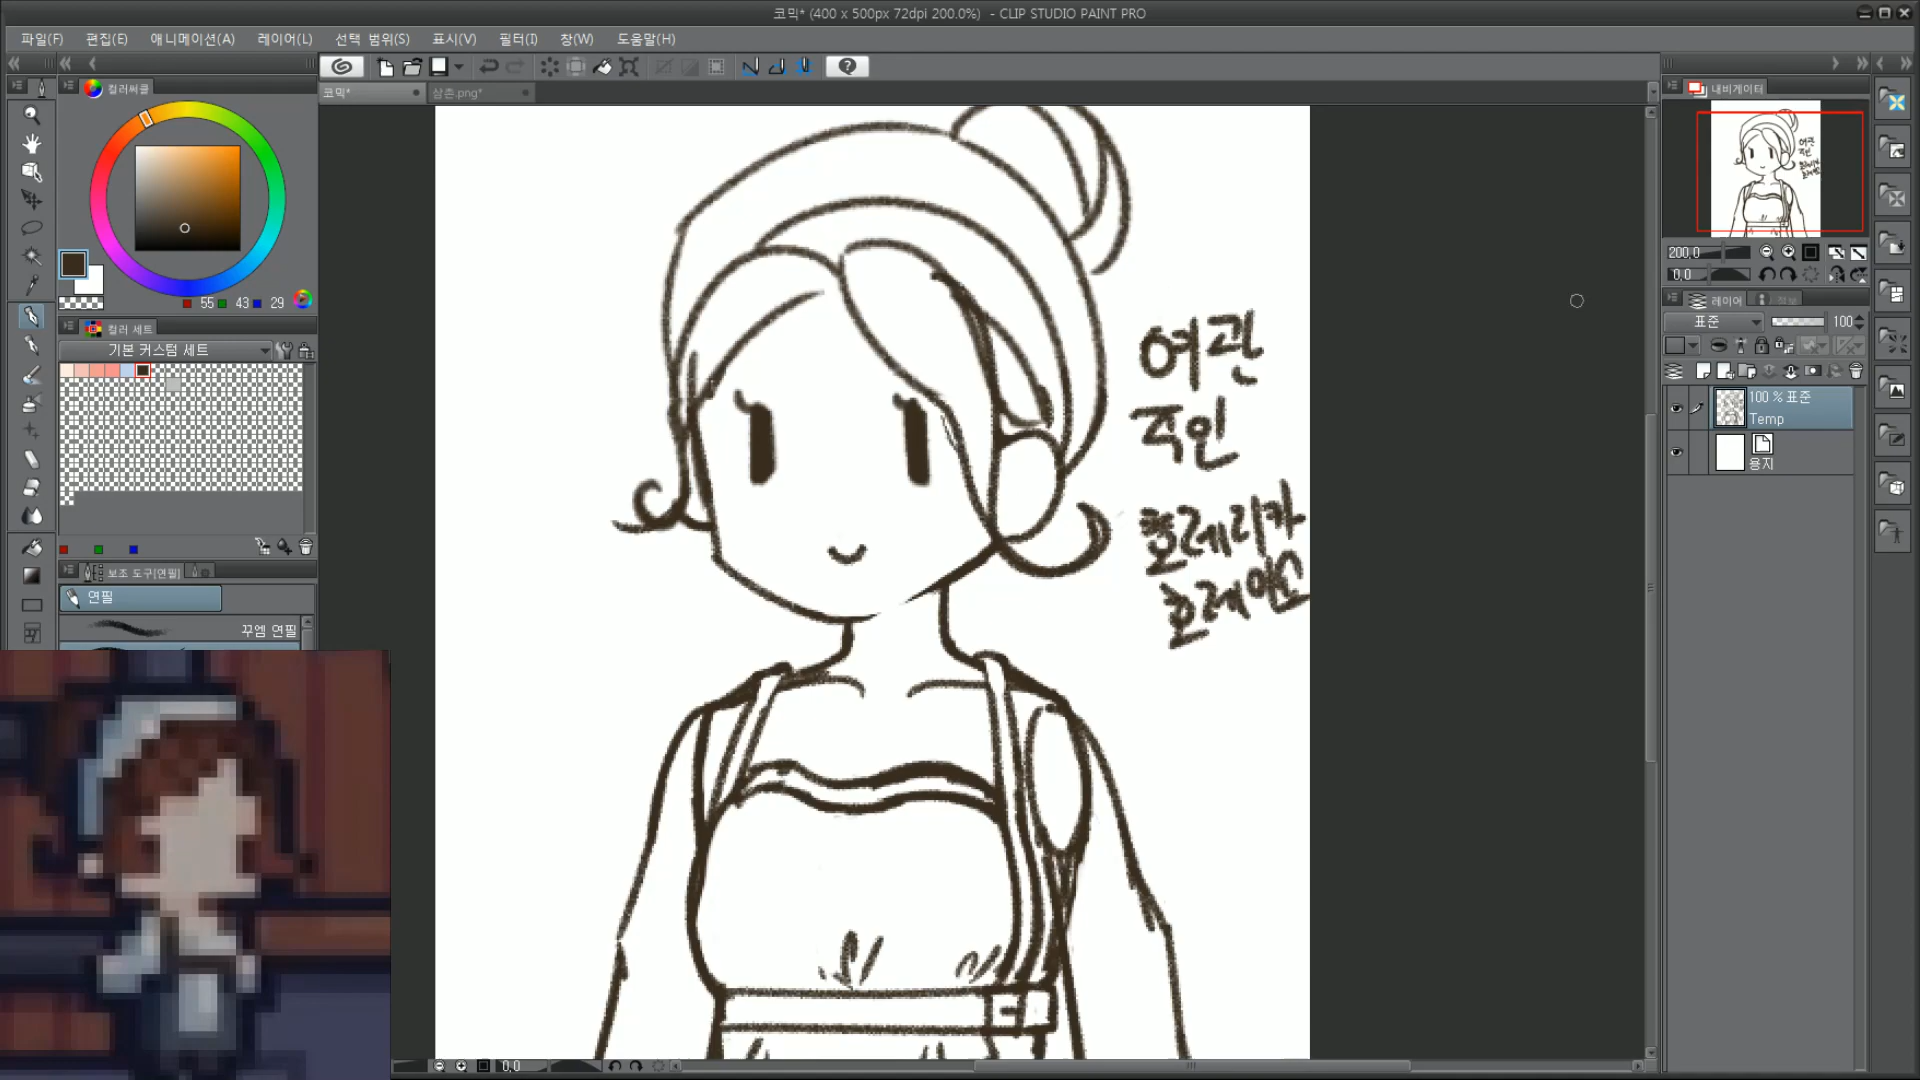 코믹* (400 x 500px 72dpi 200.0%) - CLIP STUDIO PAINT PRO
파일(F) 편집(E) 애니메이션(A) 레이어(L) 선택 범위(S) 표시(V) 필터(I) 창(W) 도움말(H)
컬러써클
코믹*
삼촌.png*
내비게이터
200.0
0.0
55 43 29
컬러 세트
기본 커스텀 세트
레이어
정보
표준
100
100 % 표준
Temp
용지
보조 도구[연필]
연필
꾸엠 연필
여관
주인
흐레리카
흐레
0,0